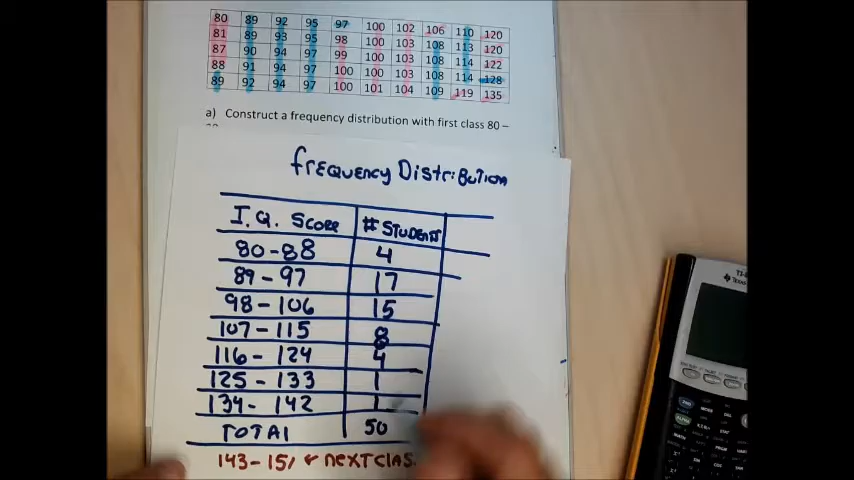 80 89 92 95 97 100 102 106 110 120
81 89 93 95 98 100 103 108 113 120
87 90 94 97 99 100 103 108 114 122
88 91 94 97 100 100 103 108 114 128
89 92 94 97 100 101 104 109 119 135
a) Construct a frequency distribution with first class 80 –
frequency Distribution
I.Q. Score # STUDENT
80-88 4
89-97 17
98-106 15
107-115 8
116-124 4
125-133 1
134-142 1
TOTAl 50
143-151 ← NEXT CLAS